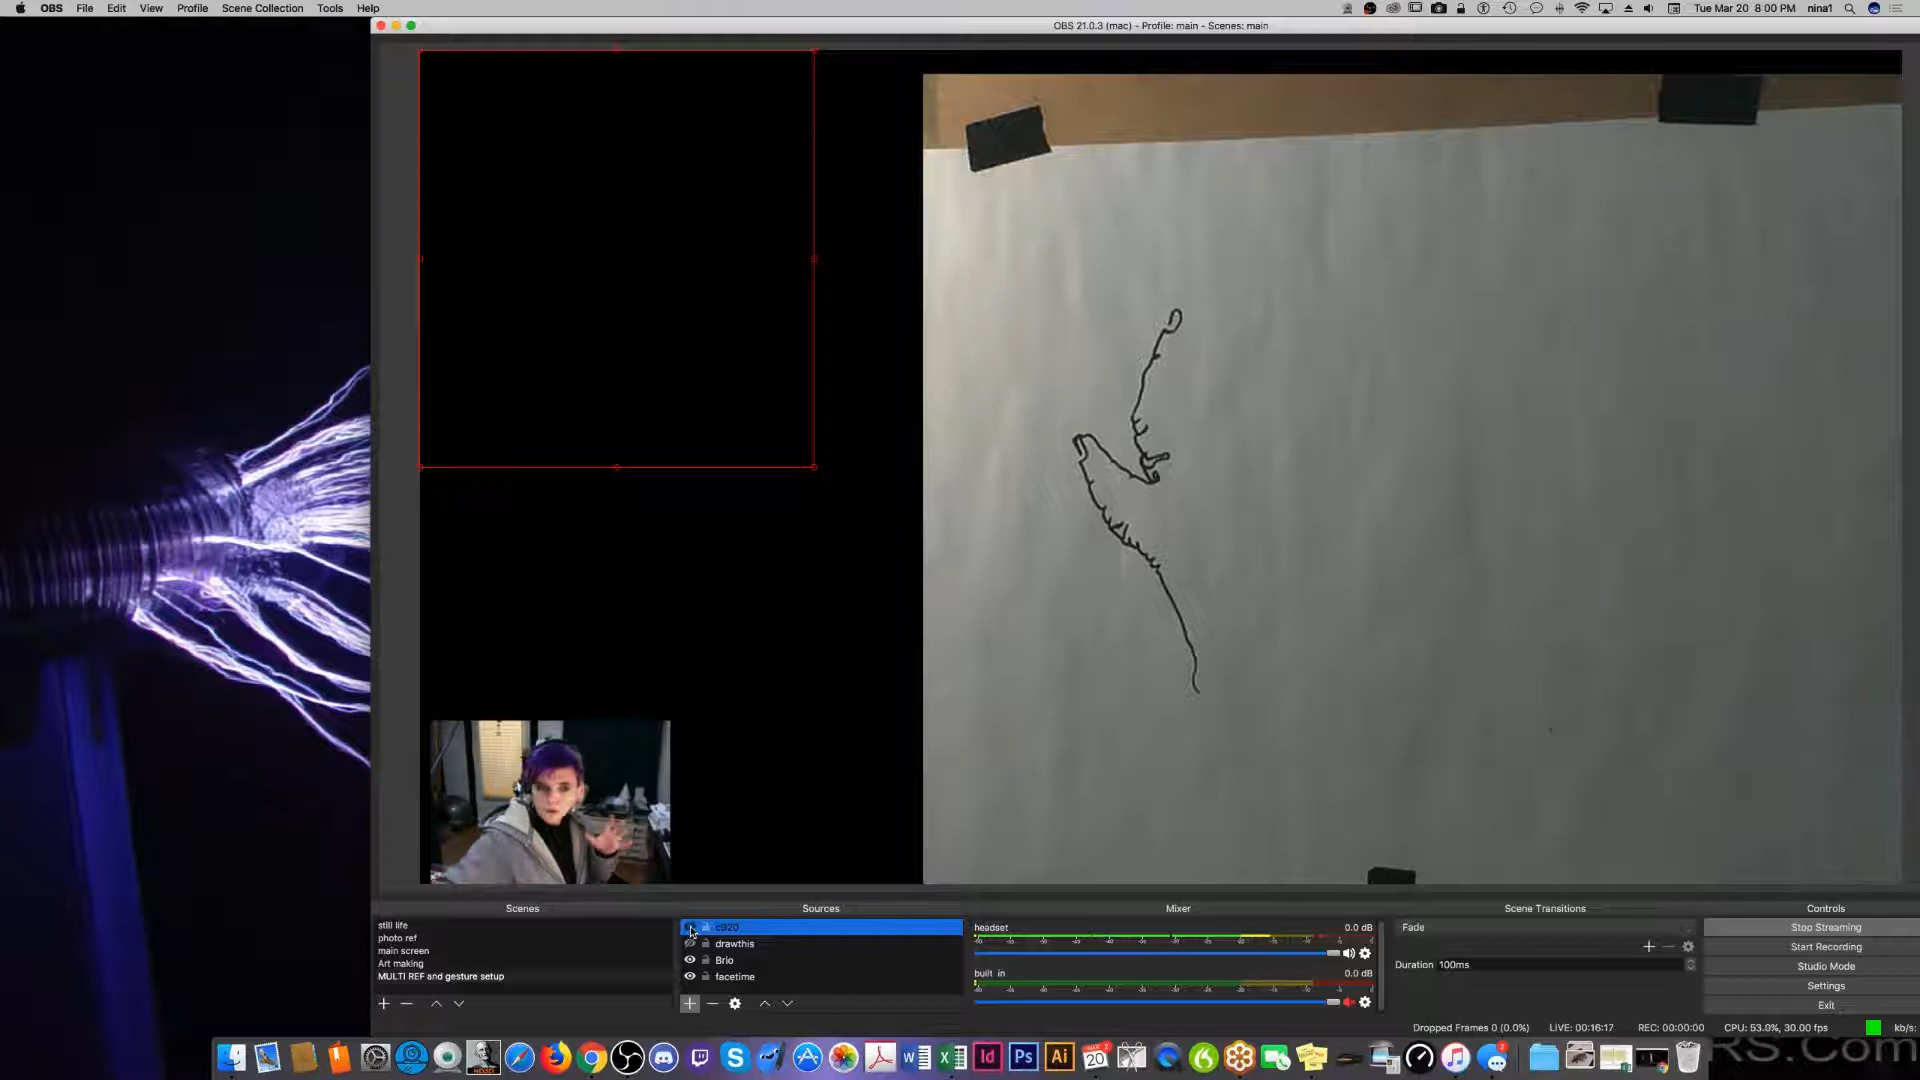 OBS File Edit View Profile Scene Collection Tools Help
Tue Mar 20 8:00 PM nina1
OBS 21.0.3 (mac) - Profile: main - Scenes: main
Scenes
still life
photo ref
main screen
Art making
MULTI REF and gesture setup
Sources
c920
drawthis
Brio
facetime
Mixer
headset 0.0 dB
built in 0.0 dB
Scene Transitions
Fade
Duration 100ms
Controls
Stop Streaming
Start Recording
Studio Mode
Settings
Exit
Dropped Frames 0 (0.0%) LIVE: 00:16:17 REC: 00:00:00 CPU: 53.9%, 30.00 fps kb/s:
RS.Com